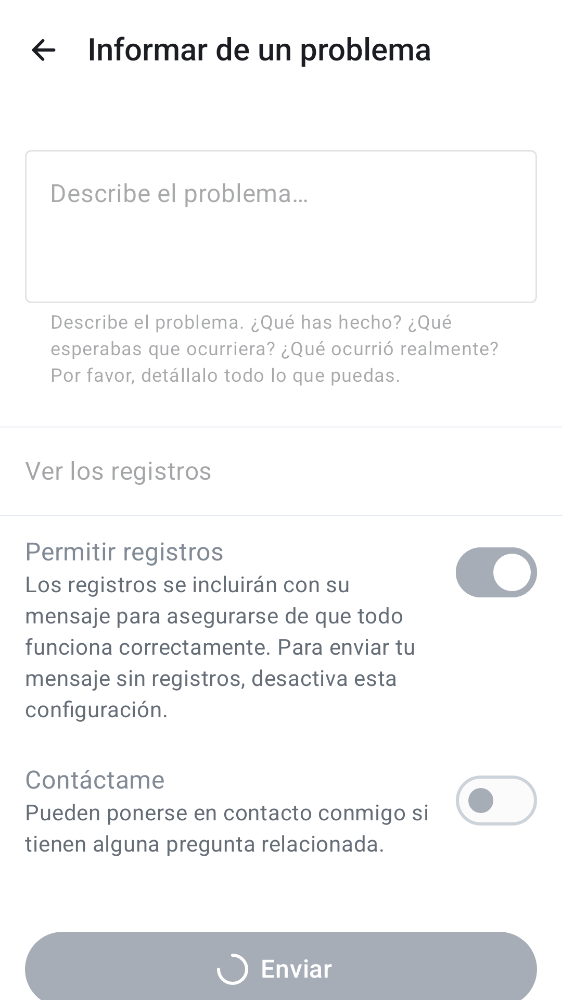 Informar de un problema
Describe el problema…
Describe el problema. ¿Qué has hecho? ¿Qué
esperabas que ocurriera? ¿Qué ocurrió realmente?
Por favor, detállalo todo lo que puedas.
Ver los registros
Permitir registros
Los registros se incluirán con su
mensaje para asegurarse de que todo
funciona correctamente. Para enviar tu
mensaje sin registros, desactiva esta
configuración.
Contáctame
Pueden ponerse en contacto conmigo si
tienen alguna pregunta relacionada.
Enviar